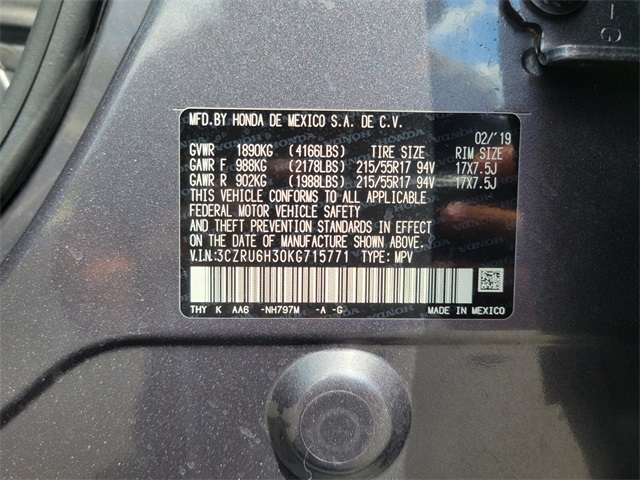 -G
MFD.BY HONDA DE MEXICO S.A. DE C.V.
02/'19
GVWR 1890KG (4166LBS) TIRE SIZE RIM SIZE
GAWR F 988KG (2178LBS) 215/55R17 94V 17X7.5J
GAWR R 902KG (1988LBS) 215/55R17 94V 17X7.5J
THIS VEHICLE CONFORMS TO ALL APPLICABLE
FEDERAL MOTOR VEHICLE SAFETY
AND THEFT PREVENTION STANDARDS IN EFFECT
ON THE DATE OF MANUFACTURE SHOWN ABOVE.
V.I.N:3CZRU6H30KG715771 TYPE: MPV
THY K AA6 -NH797M -A -G MADE IN MEXICO